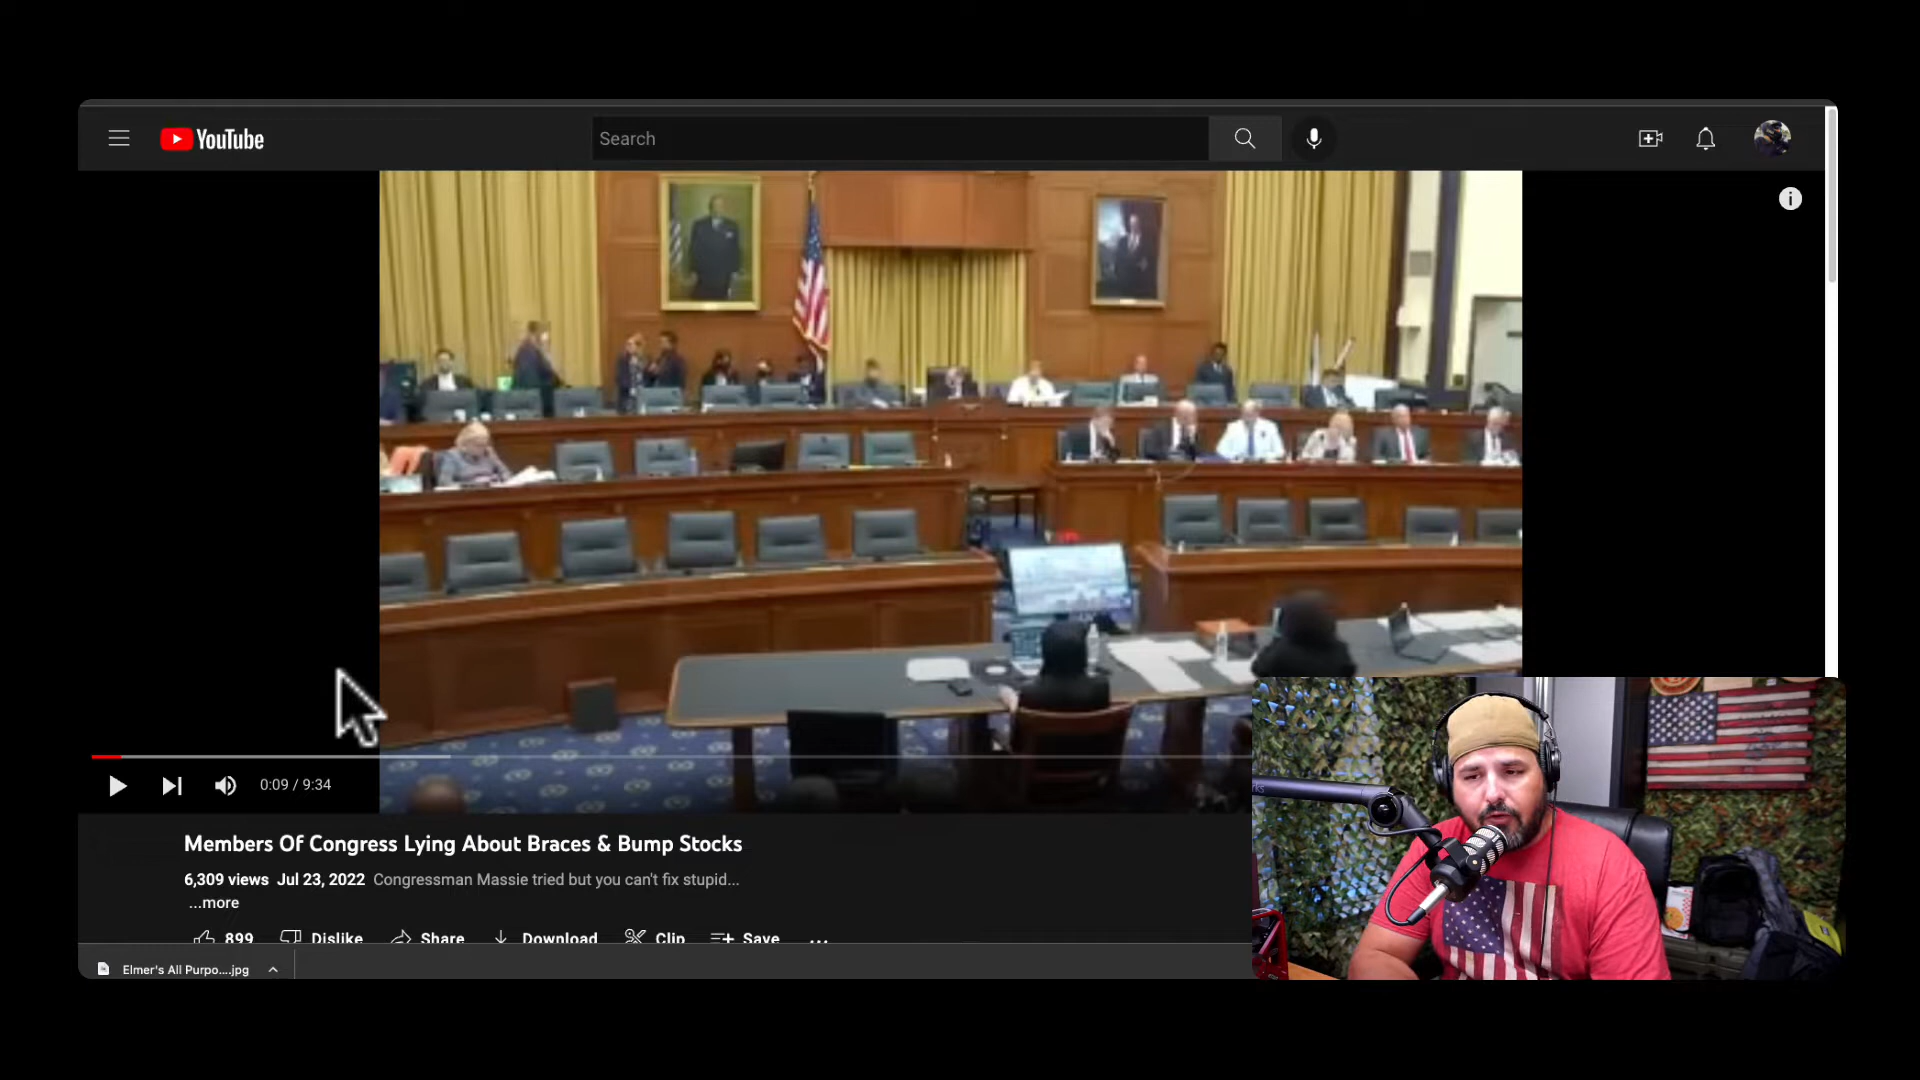 YouTube
Search
0:09 / 9:34
Members Of Congress Lying About Braces & Bump Stocks
6,309 views Jul 23, 2022 Congressman Massie tried but you can't fix stupid...
...more
899 Dislike Share Download Clip Save ...
Elmer's All Purpo....jpg